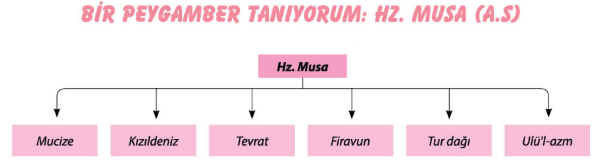 BİR PEYGAMBER TANIYORUM: HZ. MUSA (A.S)
Hz. Musa
Mucize Kızıldeniz Tevrat Firavun Tur dağı Ulü'l-azm